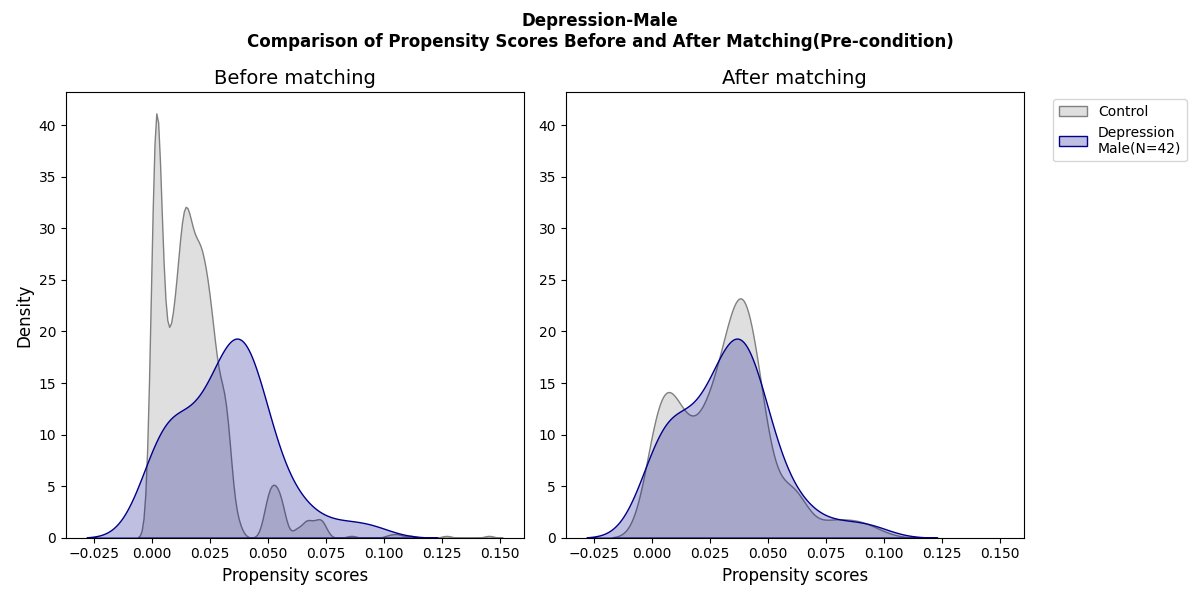 Depression-Male
Comparison of Propensity Scores Before and After Matching(Pre-condition)
Before matching
Density
40
35
30
25
20
15
10
5
0
−0.025 0.000 0.025 0.050 0.075 0.100 0.125 0.150
Propensity scores
After matching
40
35
30
25
20
15
10
5
0
−0.025 0.000 0.025 0.050 0.075 0.100 0.125 0.150
Propensity scores
Control
Depression
Male(N=42)